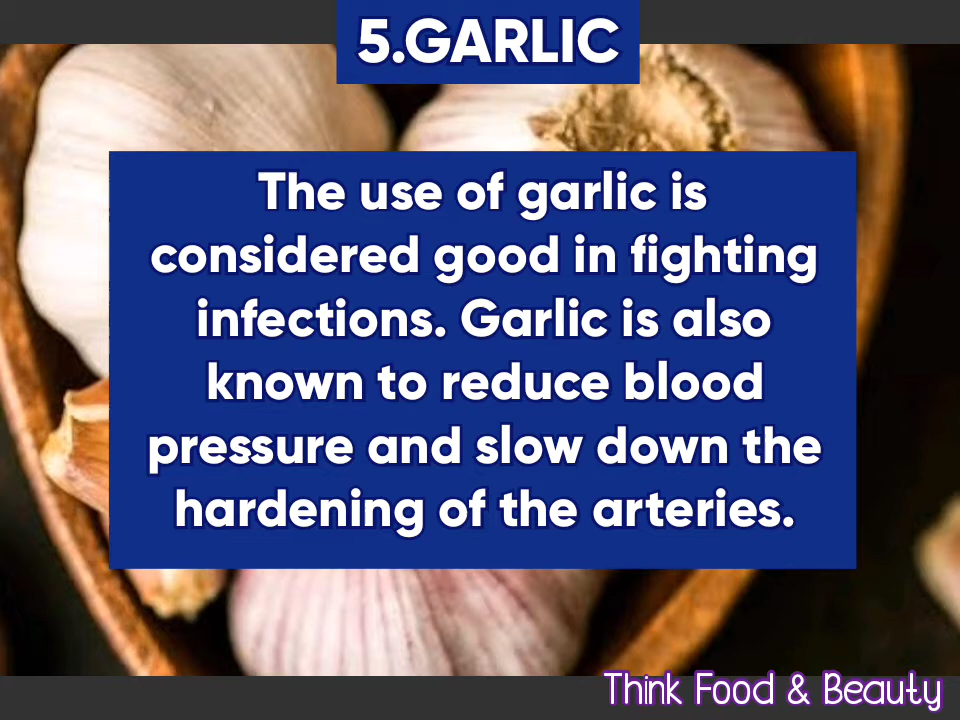 5.GARLIC
The use of garlic is
considered good in fighting
infections. Garlic is also
known to reduce blood
pressure and slow down the
hardening of the arteries.
Think Food & Beauty